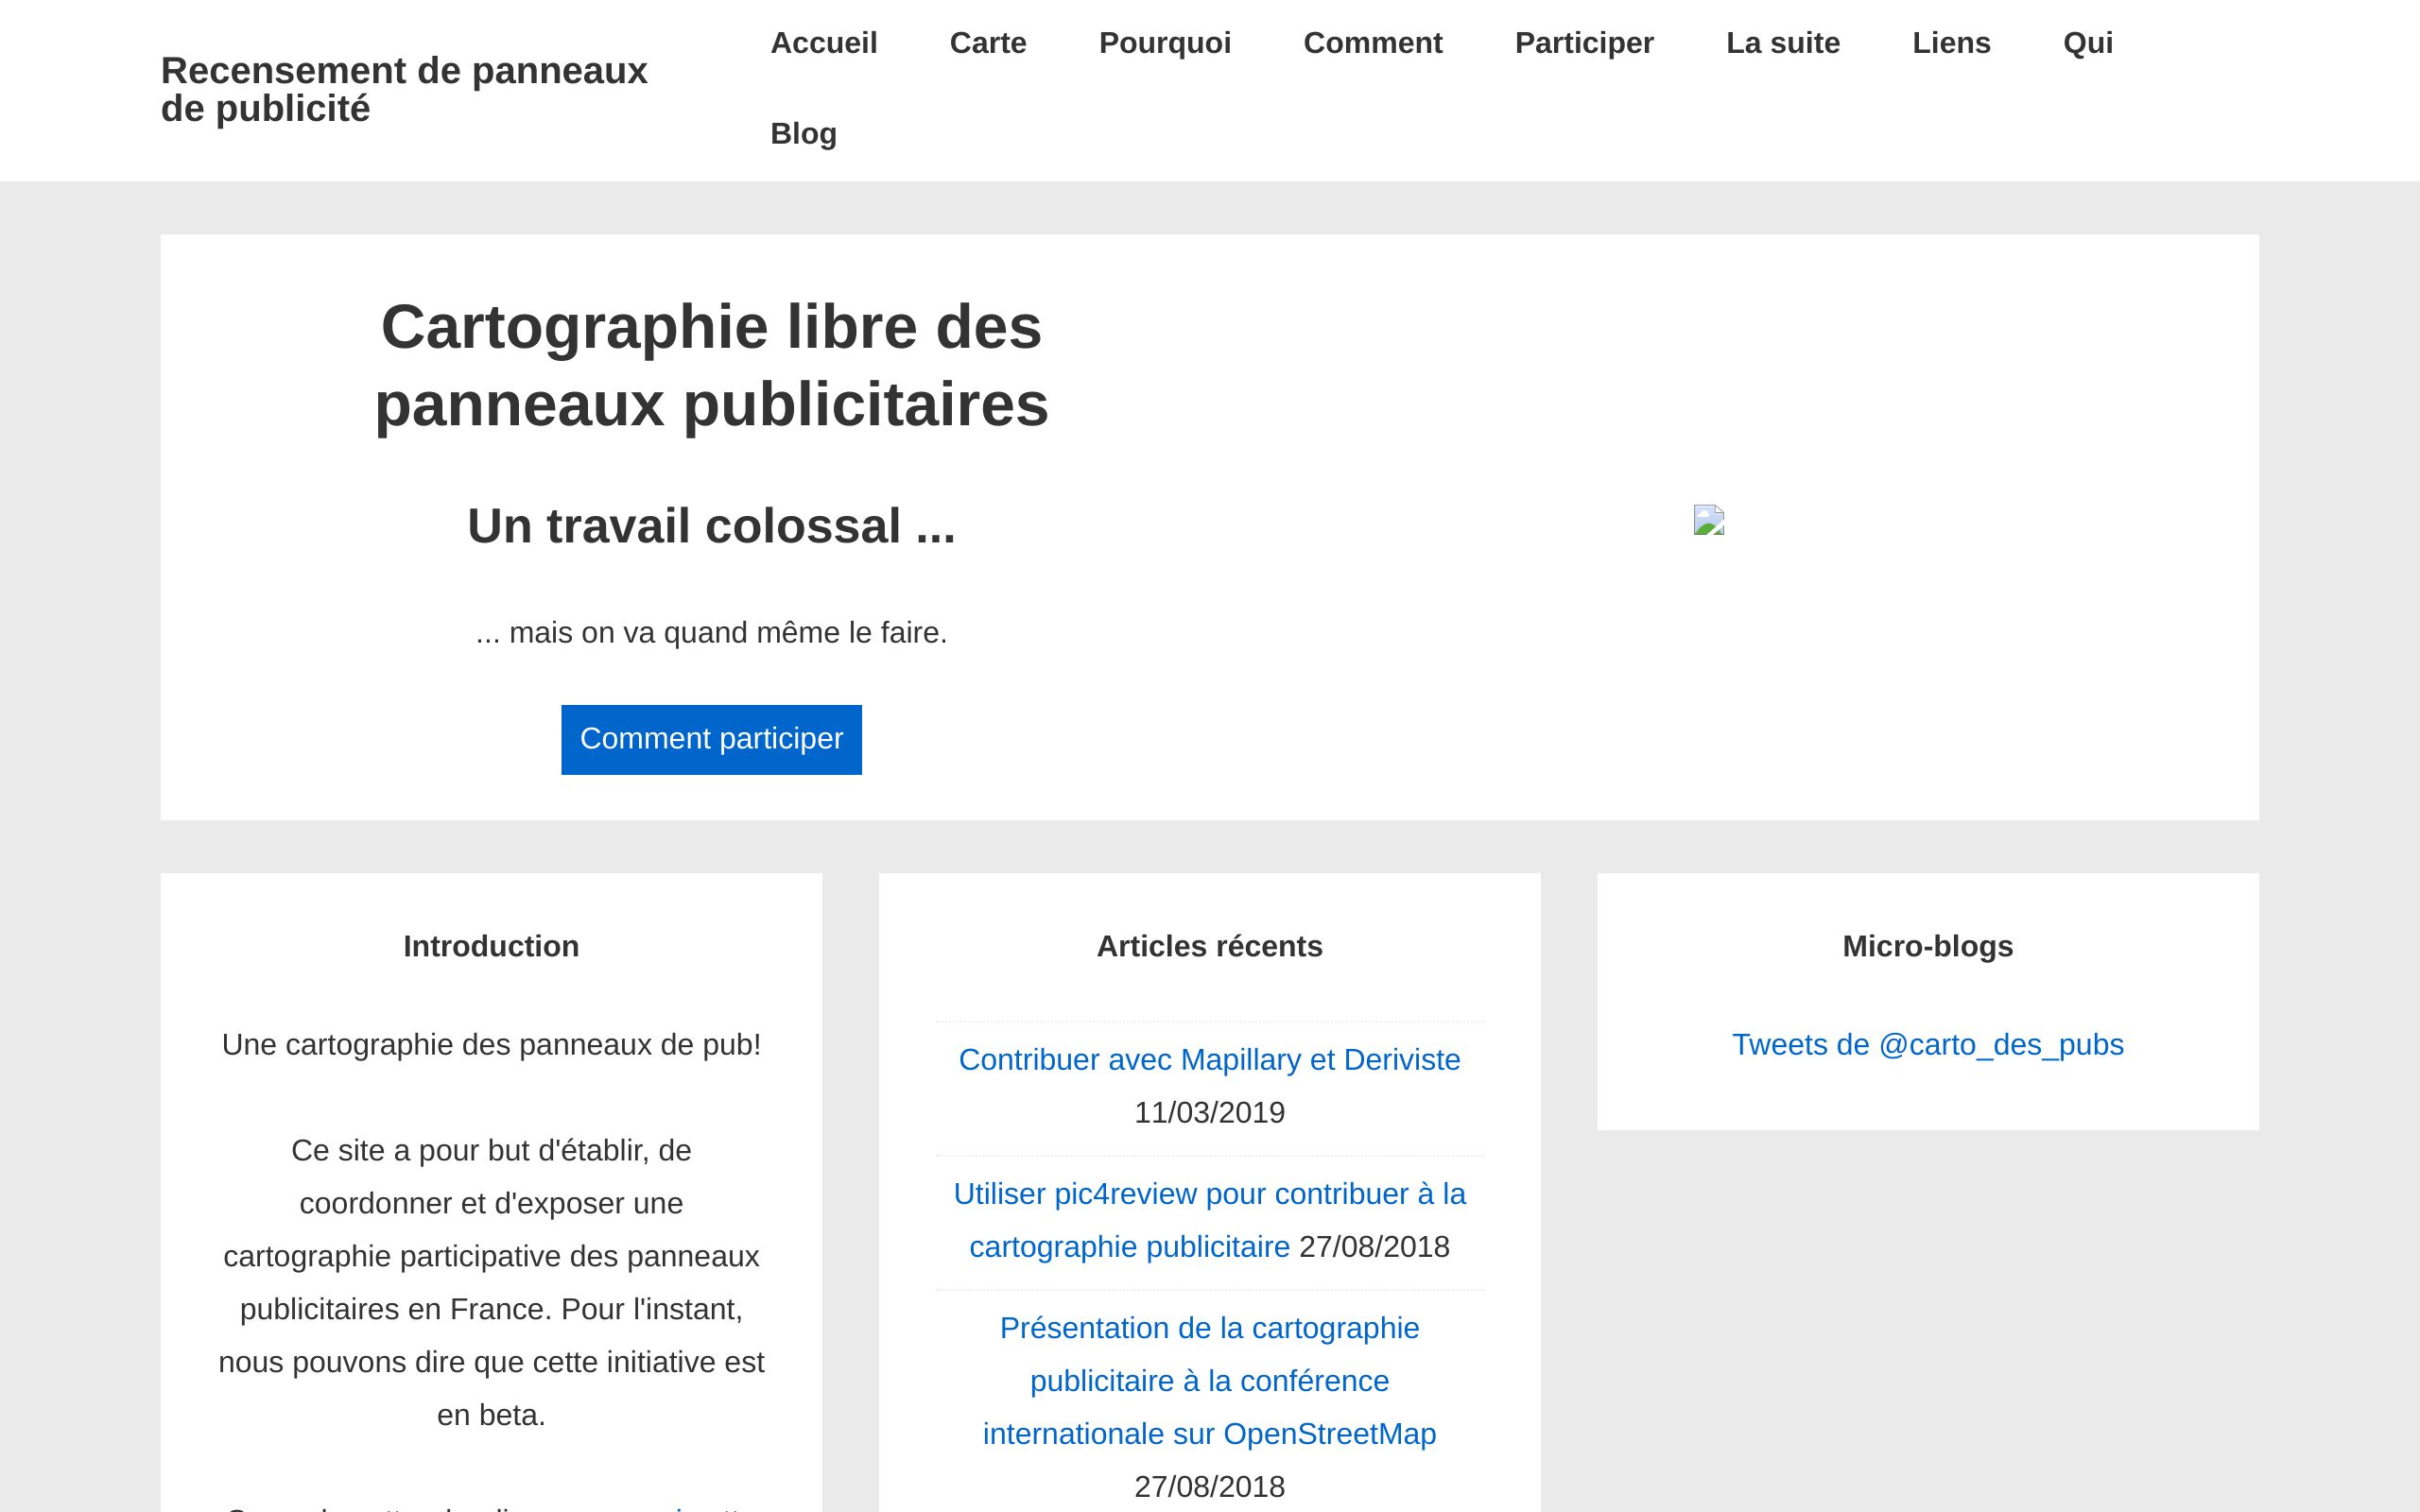 Recensement de panneaux
de publicité
Accueil Carte Pourquoi Comment Participer La suite Liens Qui
Blog
Cartographie libre des
panneaux publicitaires
Un travail colossal ...
... mais on va quand même le faire.
Comment participer
Introduction
Une cartographie des panneaux de pub!
Ce site a pour but d'établir, de
coordonner et d'exposer une
cartographie participative des panneaux
publicitaires en France. Pour l'instant,
nous pouvons dire que cette initiative est
en beta.
Articles récents
Contribuer avec Mapillary et Deriviste
11/03/2019
Utiliser pic4review pour contribuer à la
cartographie publicitaire 27/08/2018
Présentation de la cartographie
publicitaire à la conférence
internationale sur OpenStreetMap
27/08/2018
Micro-blogs
Tweets de @carto_des_pubs